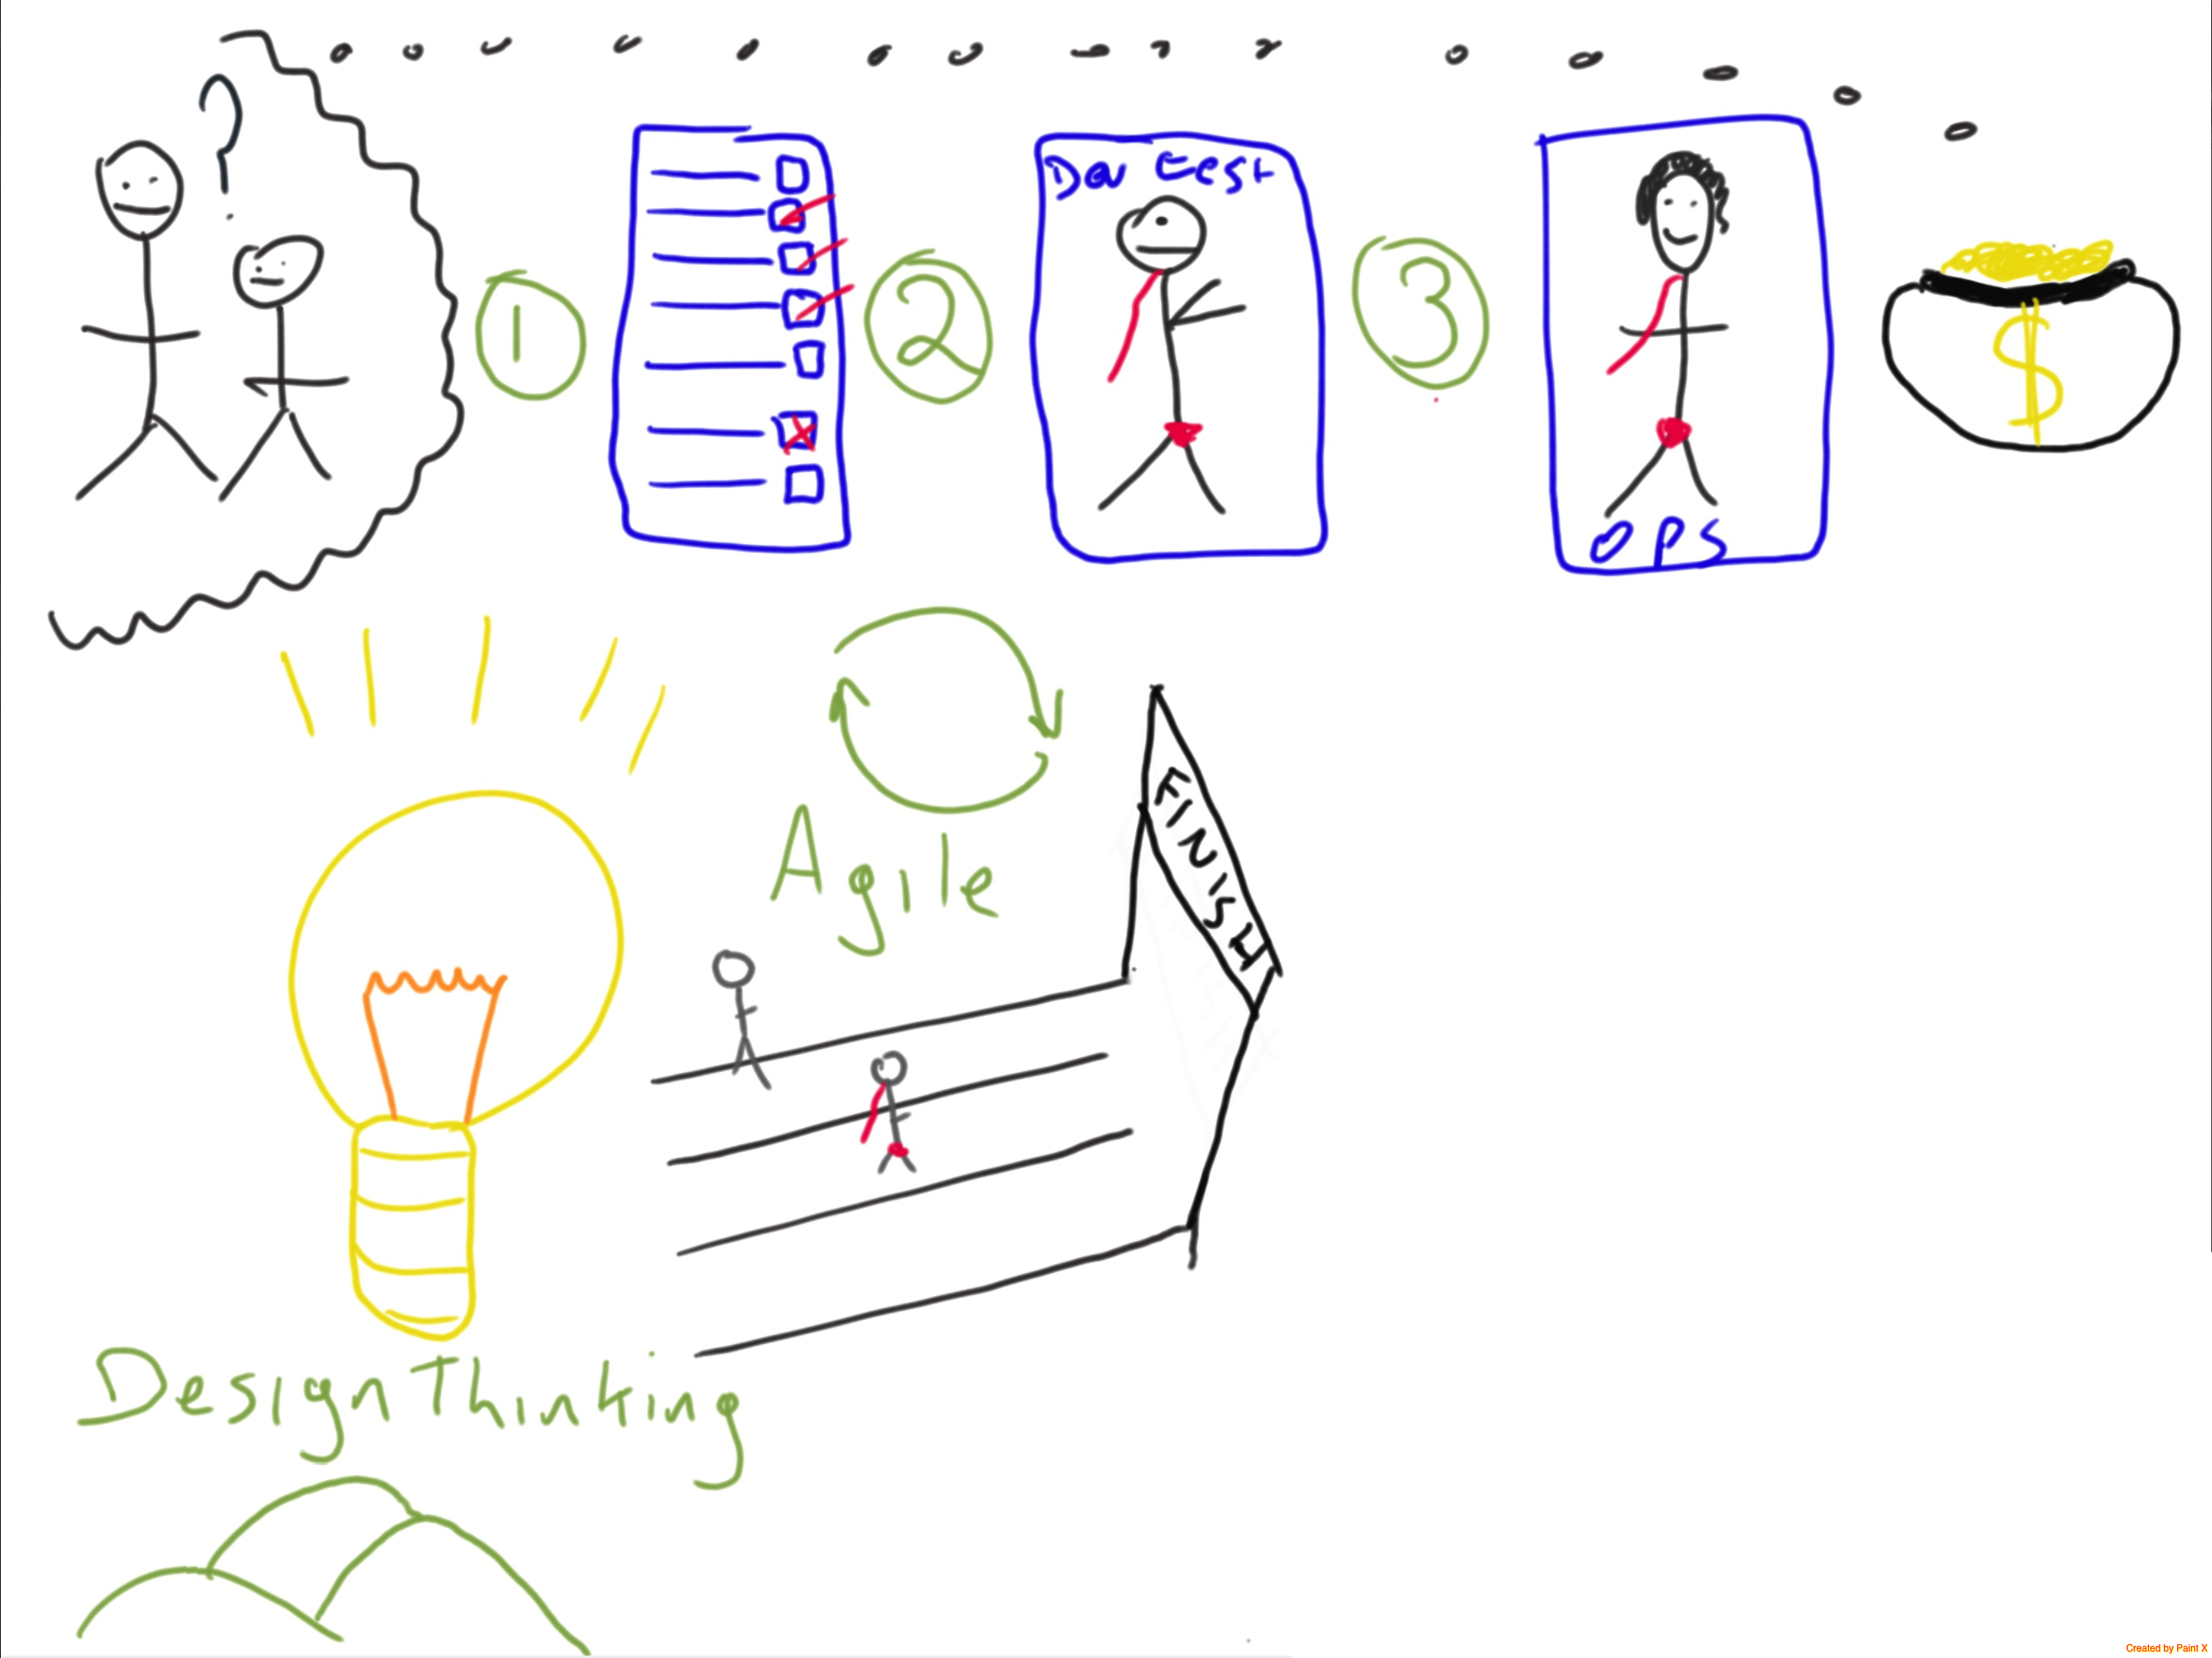 ?
1
2
3
Dev Test
OPS
$
Agile
FINISH
Design Thinking
Created by Paint X